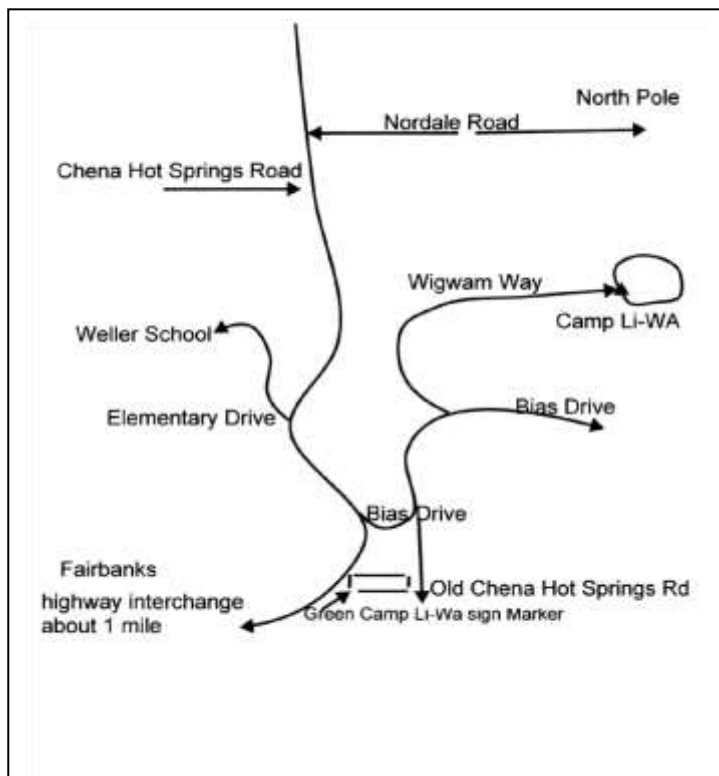 North Pole
Nordale Road
Chena Hot Springs Road
Wigwam Way
Camp Li-WA
Weller School
Bias Drive
Elementary Drive
Bias Drive
Fairbanks
highway interchange
about 1 mile
Old Chena Hot Springs Rd
Green Camp Li-Wa sign Marker